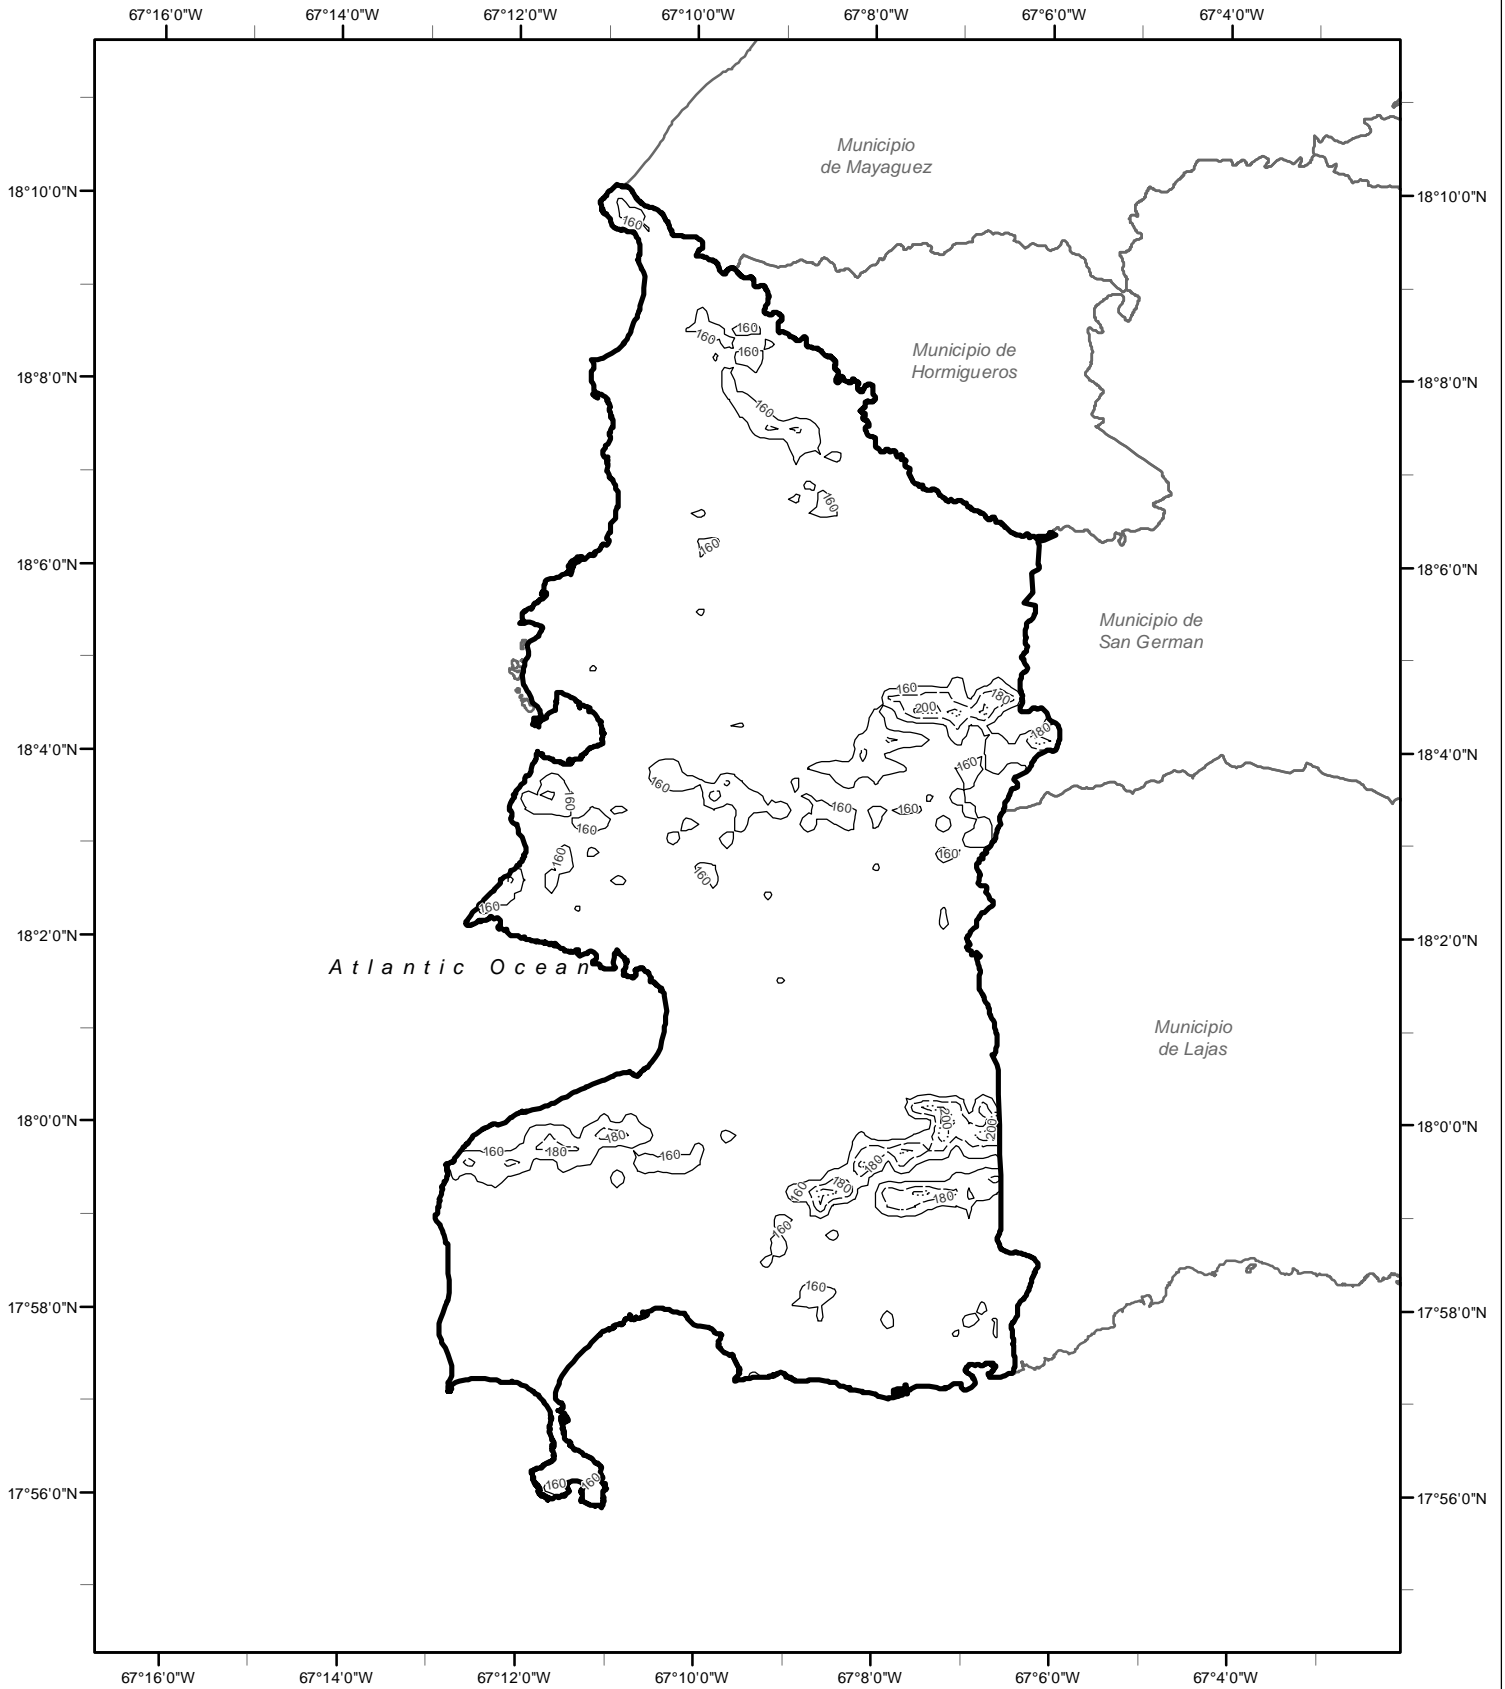 67°16'0"W 67°14'0"W 67°12'0"W 67°10'0"W 67°8'0"W 67°6'0"W 67°4'0"W
Municipio
de Mayaguez
18°10'0"N 18°10'0"N
160
160 160
160
Municipio de
Hormigueros
18°8'0"N 18°8'0"N
160
160
160
18°6'0"N 18°6'0"N
Municipio de
San German
160 180
200
180
18°4'0"N 18°4'0"N
160
160
160 160 160
160
160 160
160
160
18°2'0"N 18°2'0"N
Atlantic Ocean
Municipio
de Lajas
18°0'0"N 18°0'0"N
200 200
180
160 180 160
180
160 180 180
160
160
17°58'0"N 17°58'0"N
160 160
17°56'0"N 17°56'0"N
67°16'0"W 67°14'0"W 67°12'0"W 67°10'0"W 67°8'0"W 67°6'0"W 67°4'0"W